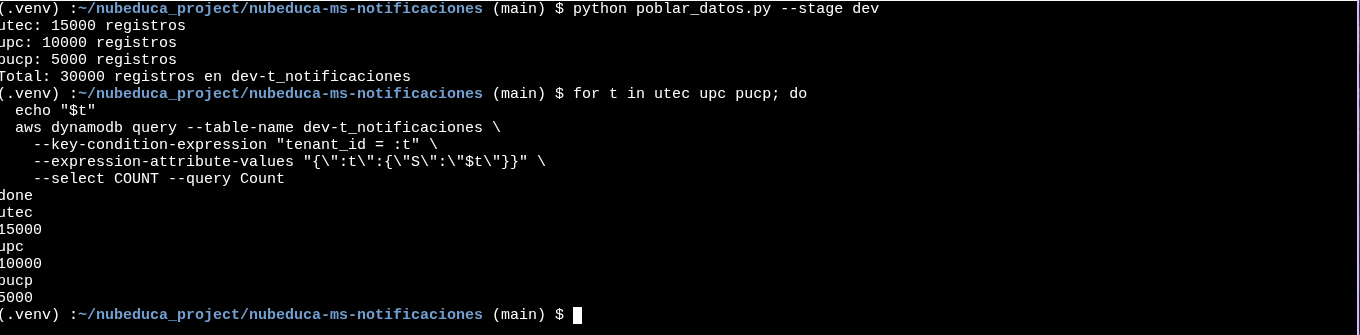 (.venv) :~/nubeduca_project/nubeduca-ms-notificaciones (main) $ python poblar_datos.py --stage dev
utec: 15000 registros
upc: 10000 registros
pucp: 5000 registros
Total: 30000 registros en dev-t_notificaciones
(.venv) :~/nubeduca_project/nubeduca-ms-notificaciones (main) $ for t in utec upc pucp; do
  echo "$t"
  aws dynamodb query --table-name dev-t_notificaciones \
    --key-condition-expression "tenant_id = :t" \
    --expression-attribute-values "{\":t\":{\"S\":\"$t\"}}" \
    --select COUNT --query Count
done
utec
15000
upc
10000
pucp
5000
(.venv) :~/nubeduca_project/nubeduca-ms-notificaciones (main) $